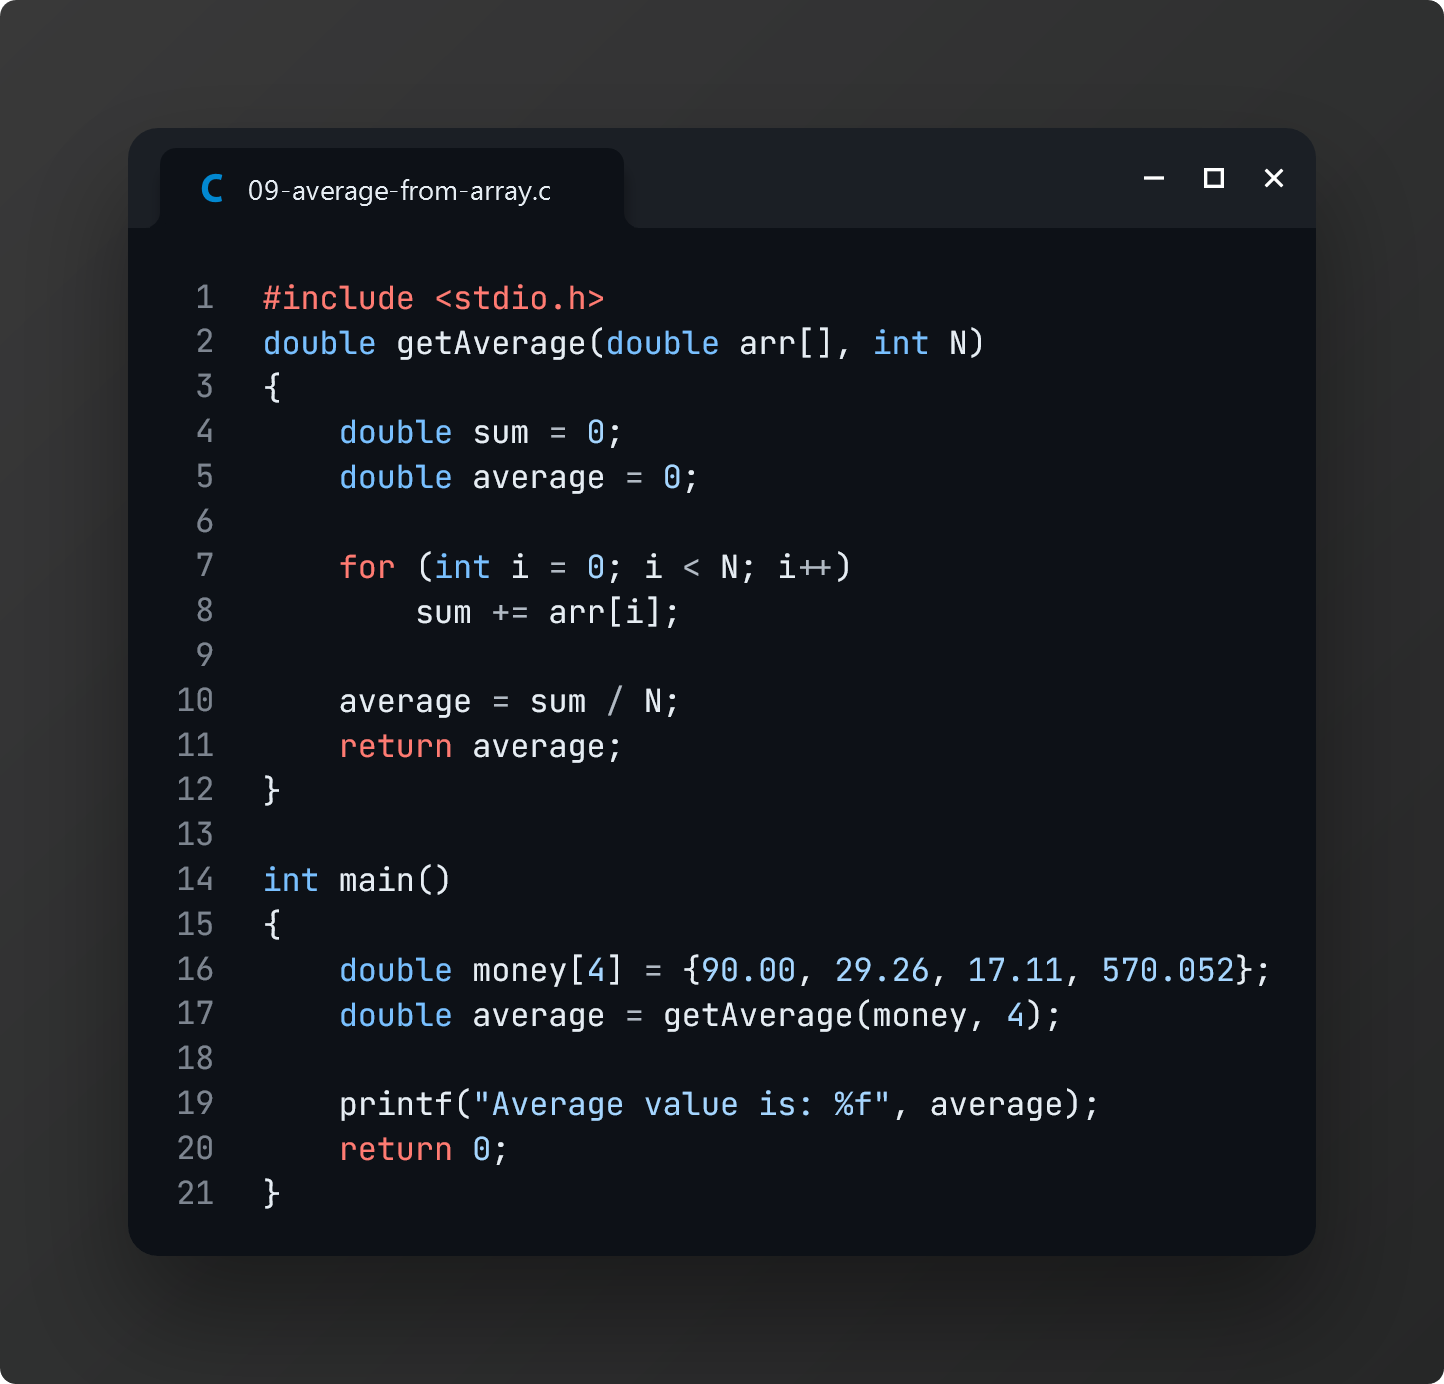 09-average-from-array.c
1 #include <stdio.h>
2 double getAverage(double arr[], int N)
3 {
4     double sum = 0;
5     double average = 0;
6
7     for (int i = 0; i < N; i++)
8         sum += arr[i];
9
10     average = sum / N;
11     return average;
12 }
13
14 int main()
15 {
16     double money[4] = {90.00, 29.26, 17.11, 570.052};
17     double average = getAverage(money, 4);
18
19     printf("Average value is: %f", average);
20     return 0;
21 }